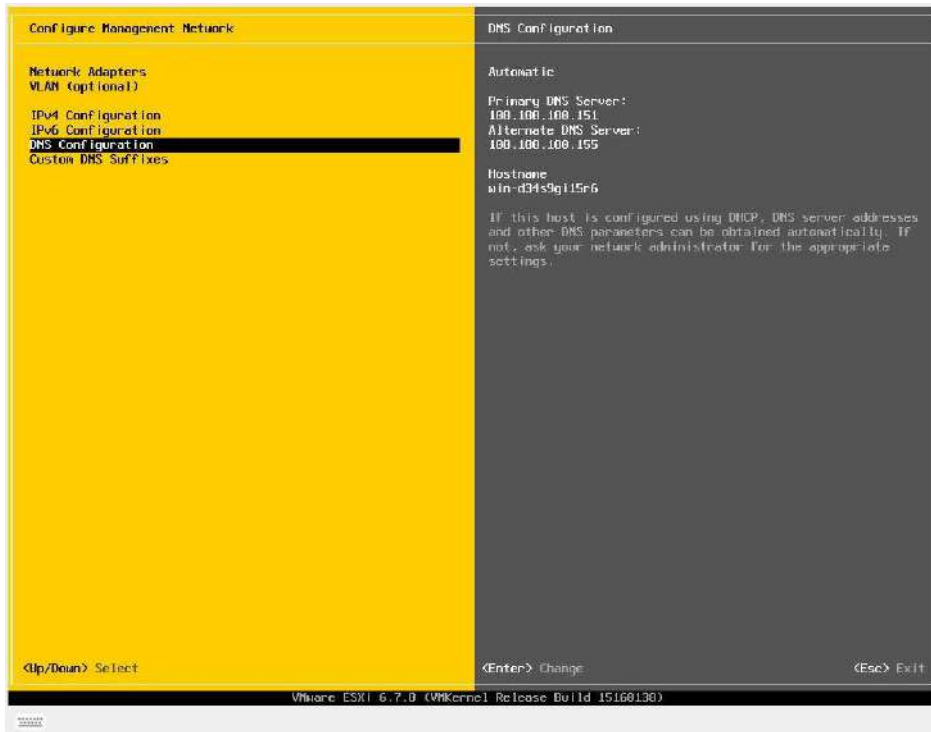 Configure Management Network
Network Adapters
VLAN (optional)
IPv4 Configuration
IPv6 Configuration
DNS Configuration
Custom DNS Suffixes
<Up/Down> Select
DNS Configuration
Automatic
Primary DNS Server:
100.100.100.151
Alternate DNS Server:
100.100.100.155
Hostname
win-d34s9gi15r6
If this host is configured using DHCP, DNS server addresses
and other DNS parameters can be obtained automatically. If
not, ask your network administrator for the appropriate
settings.
<Enter> Change
<Esc> Exit
VMware ESXi 6.7.0 (VMKernel Release Build 15160138)